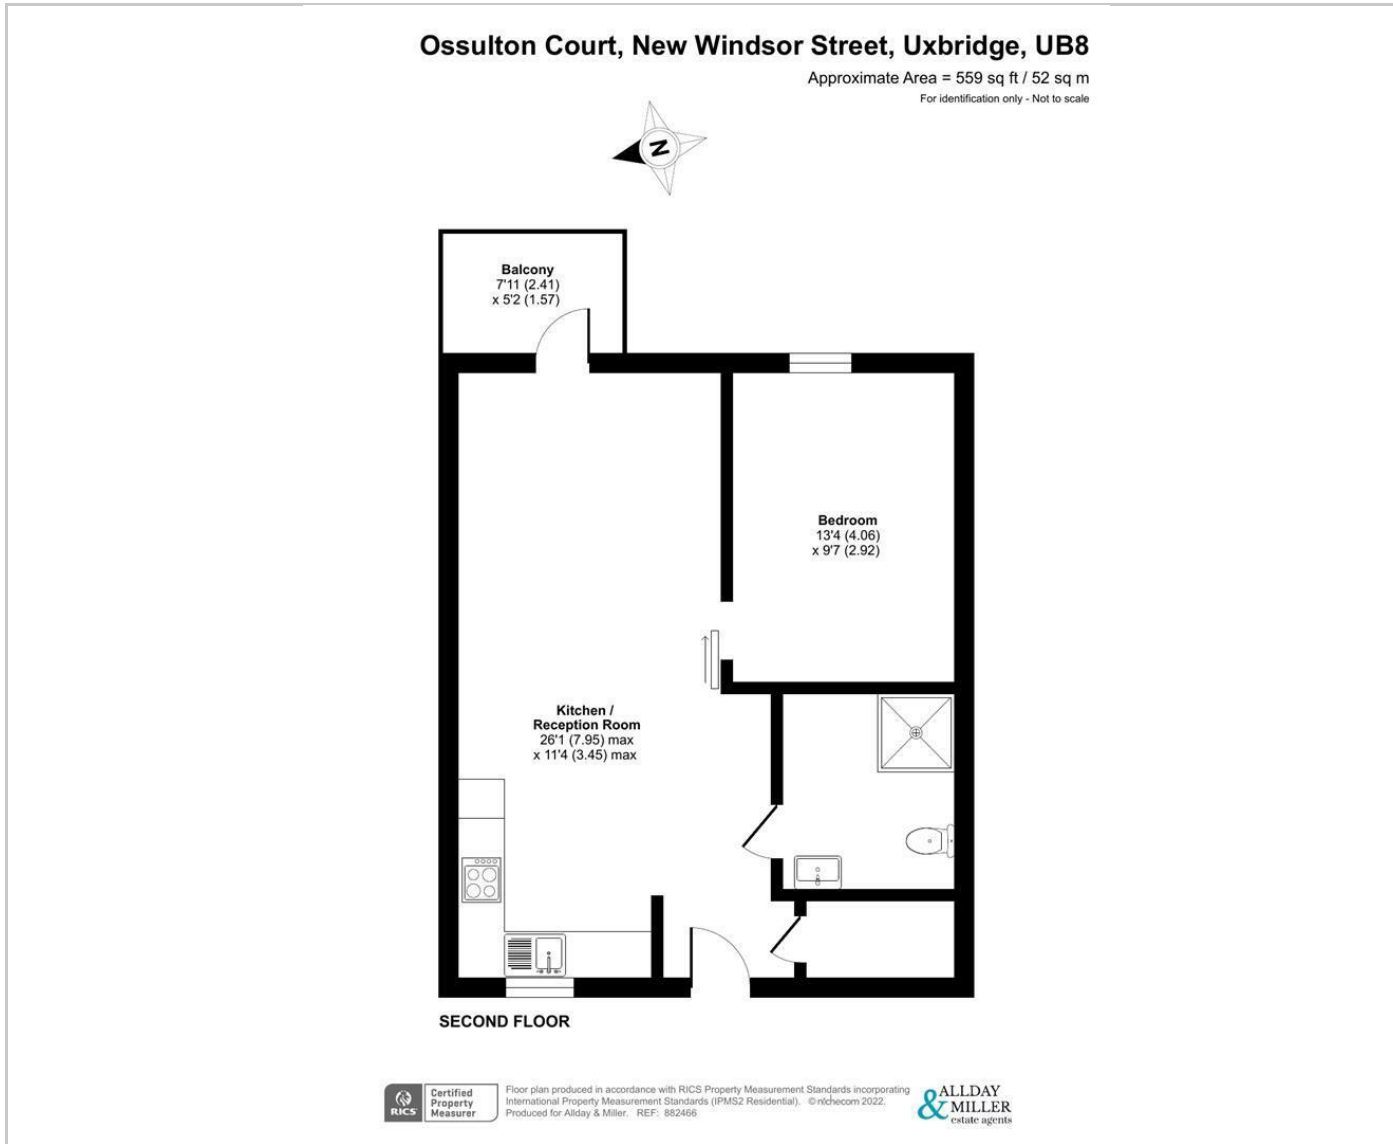 Ossulton Court, New Windsor Street, Uxbridge, UB8
Approximate Area = 559 sq ft / 52 sq m
For identification only - Not to scale
N
Balcony
7'11 (2.41)
x 5'2 (1.57)
Bedroom
13'4 (4.06)
x 9'7 (2.92)
Kitchen /
Reception Room
26'1 (7.95) max
x 11'4 (3.45) max
SECOND FLOOR
RICS
Certified
Property
Measurer
Floor plan produced in accordance with RICS Property Measurement Standards incorporating
International Property Measurement Standards (IPMS2 Residential). © nichecom 2022.
Produced for Allday & Miller. REF: 882466
ALLDAY
& MILLER
estate agents